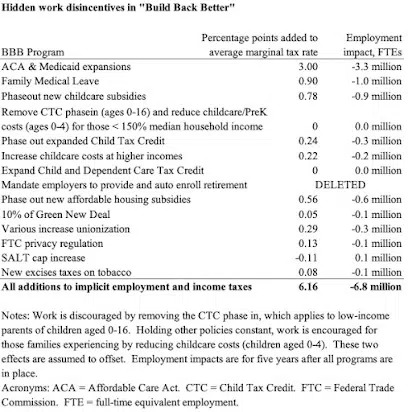 Hidden work disincentives in "Build Back Better"
Percentage points added to Employment
BBB Program average marginal tax rate impact, FTEs
ACA & Medicaid expansions 3.00 -3.3 million
Family Medical Leave 0.90 -1.0 million
Phaseout new childcare subsidies 0.78 -0.9 million
Remove CTC phasein (ages 0-16) and reduce childcare/PreK
costs (ages 0-4) for those < 150% median household income 0 0.0 million
Phase out expanded Child Tax Credit 0.24 -0.3 million
Increase childcare costs at higher incomes 0.22 -0.2 million
Expand Child and Dependent Care Tax Credit 0 0.0 million
Mandate employers to provide and auto enroll retirement DELETED
Phase out new affordable housing subsidies 0.56 -0.6 million
10% of Green New Deal 0.05 -0.1 million
Various increase unionization 0.29 -0.3 million
FTC privacy regulation 0.13 -0.1 million
SALT cap increase -0.11 0.1 million
New excises taxes on tobacco 0.08 -0.1 million
All additions to implicit employment and income taxes 6.16 -6.8 million
Notes: Work is discouraged by removing the CTC phase in, which applies to low-income
parents of children aged 0-16. Holding other policies constant, work is encouraged for
those families experiencing by reducing childcare costs (children aged 0-4). These two
effects are assumed to offset. Employment impacts are for five years after all programs are
in place.
Acronyms: ACA = Affordable Care Act. CTC = Child Tax Credit. FTC = Federal Trade
Commission. FTE = full-time equivalent employment.